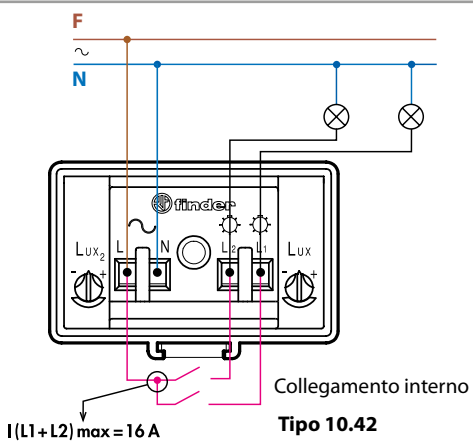 F
~
N
finder
L N L2 L1
LUX2 LUX
- + - +
Collegamento interno
I(L1+L2) max = 16 A
Tipo 10.42